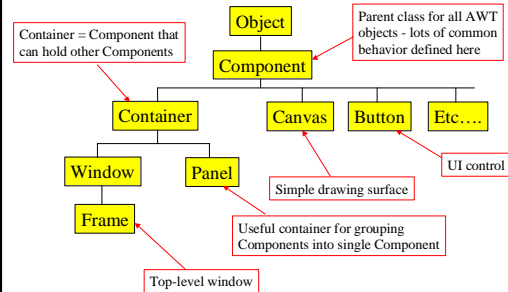 Object
Parent class for all AWT
objects - lots of common
behavior defined here
Container = Component that
can hold other Components
Component
Container
Canvas
Button
Etc….
Window
Panel
UI control
Simple drawing surface
Frame
Useful container for grouping
Components into single Component
Top-level window